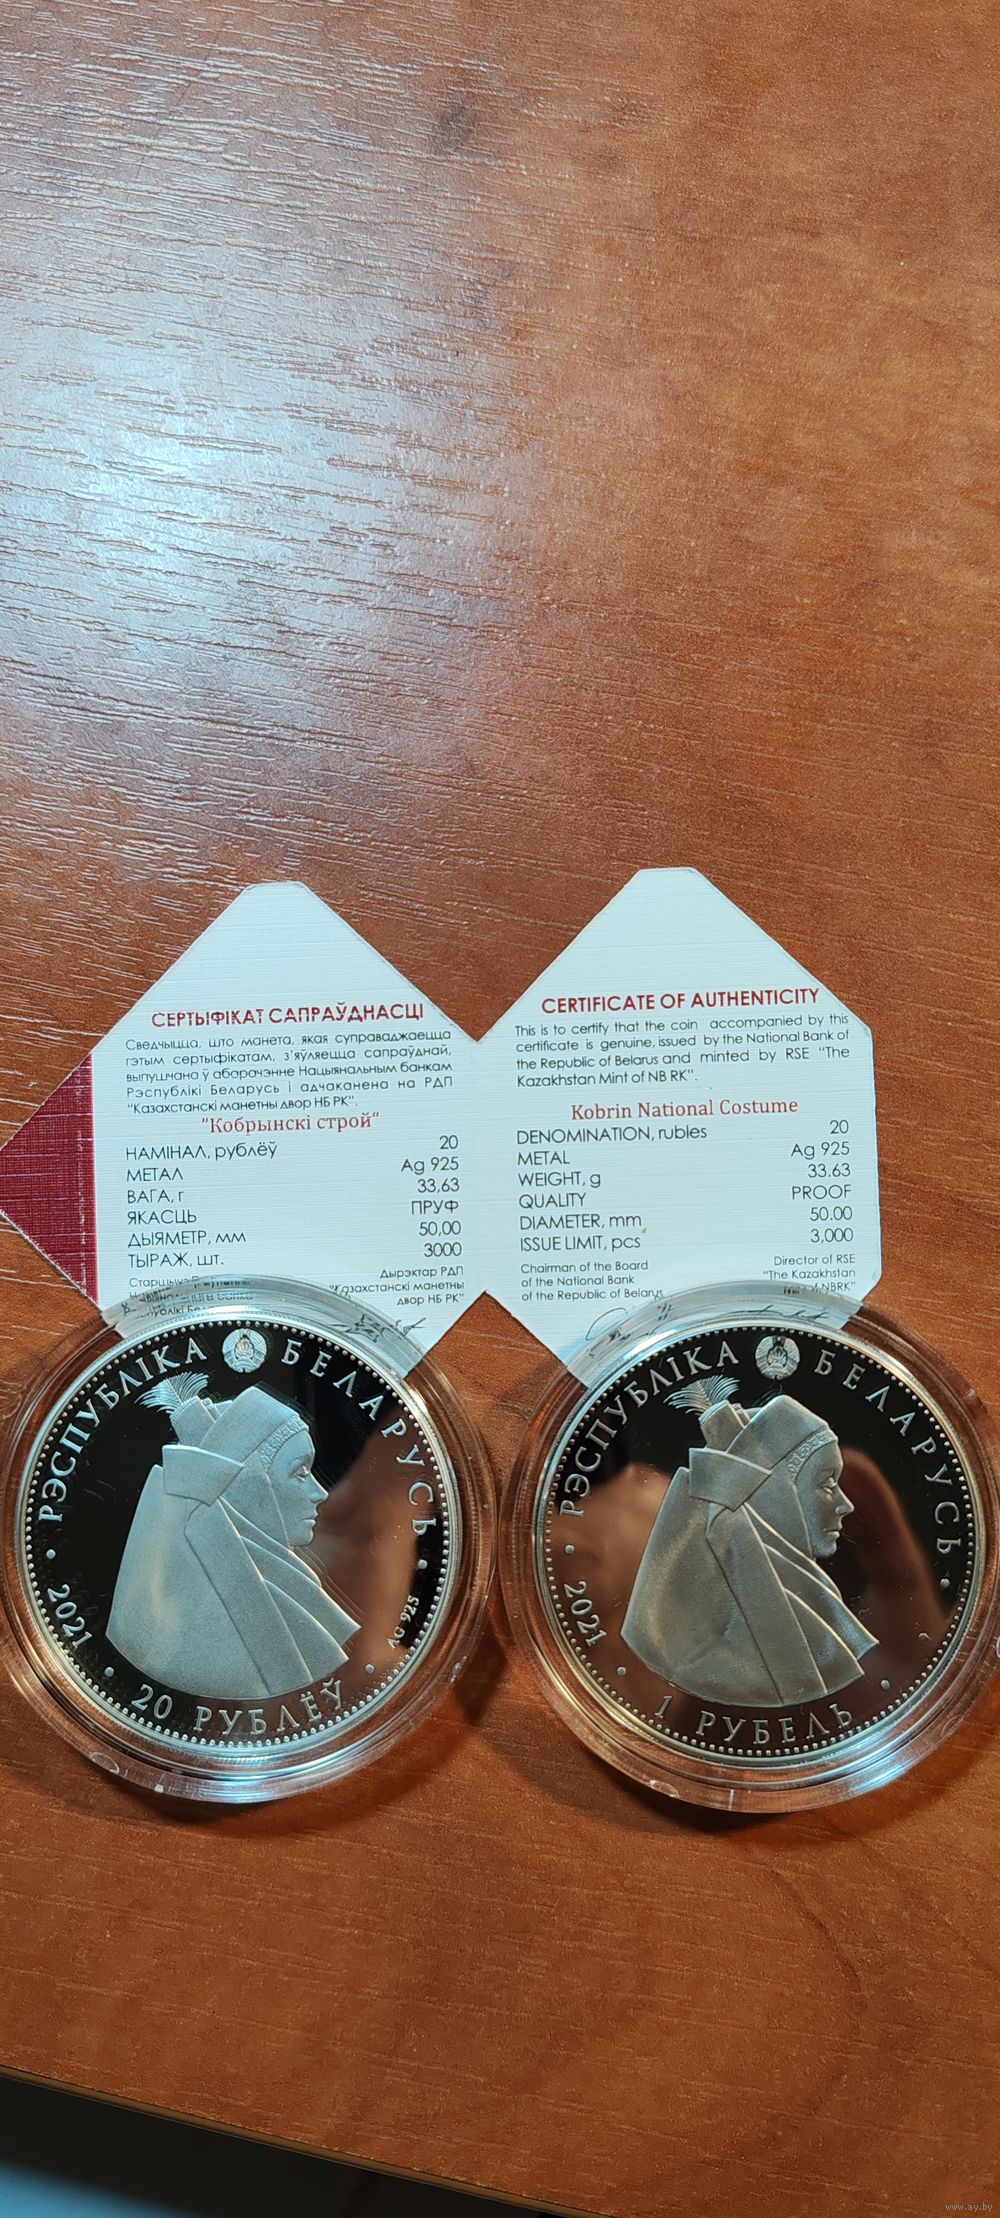 СЕРТЫФІКАТ САПРАЎДНАСЦІ
Сведчыцца, што манета, якая суправаджаецца
гэтым сертыфікатам, з'яўляецца сапраўднай,
выпушчана ў абарачэнне Нацыянальным банкам
Рэспублікі Беларусь і адчаканена на РДП
"Казахстанскі манетны двор НБ РК".
"Кобрынскі строй"
НАМІНАЛ, рублёў 20
МЕТАЛ Ag 925
ВАГА, г 33,63
ЯКАСЦЬ ПРУФ
ДЫЯМЕТР, мм 50,00
ТЫРАЖ, шт. 3000
Старшыня
Дырэктар РДП
"Казахстанскі манетны
двор НБ РК"
CERTIFICATE OF AUTHENTICITY
This is to certify that the coin accompanied by this
certificate is genuine, issued by the National Bank of
the Republic of Belarus and minted by RSE "The
Kazakhstan Mint of NB RK".
Kobrin National Costume
DENOMINATION, rubles 20
METAL Ag 925
WEIGHT, g 33.63
QUALITY PROOF
DIAMETER, mm 50.00
ISSUE LIMIT, pcs 3,000
Chairman of the Board
of the National Bank
of the Republic of Belarus
Director of RSE
"The Kazakhstan
РЭСПУБЛІКА БЕЛАРУСЬ
2021
20 РУБЛЁЎ
Ag 925
РЭСПУБЛІКА БЕЛАРУСЬ
2021
1 РУБЕЛЬ
www.ay.by